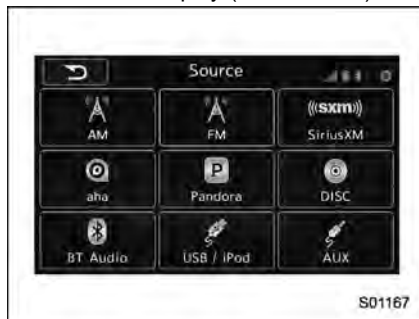 Source
AM
FM
((sxm))
SiriusXM
aha
P
Pandora
DISC
BT Audio
USB / iPod
AUX
S01167